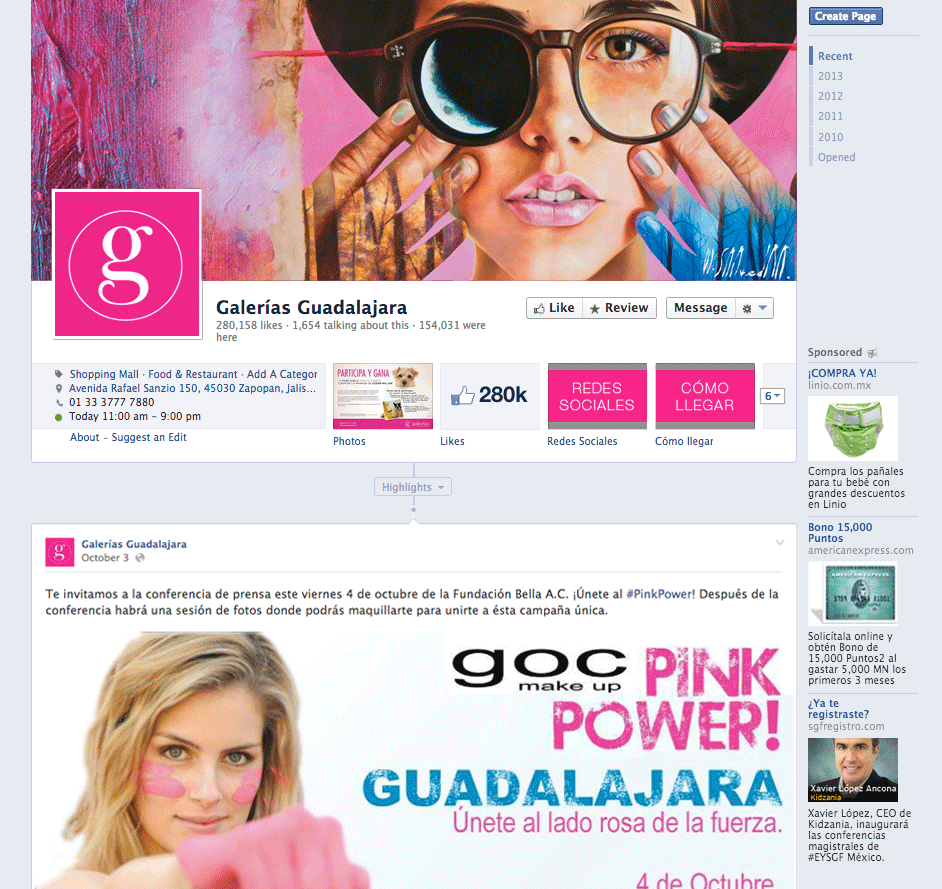 Create Page
Recent
2013
2012
2011
2010
Opened
g
Galerías Guadalajara
280,158 likes · 1,654 talking about this · 154,031 were
here
Like
Review
Message
Shopping Mall · Food & Restaurant · Add A Categor
Avenida Rafael Sanzio 150, 45030 Zapopan, Jalis...
01 33 3777 7880
Today 11:00 am - 9:00 pm
About - Suggest an Edit
PARTICIPA Y GANA
Photos
280k
Likes
REDES
SOCIALES
Redes Sociales
CÓMO
LLEGAR
Cómo llegar
6
Highlights
g
Galerías Guadalajara
October 3
Te invitamos a la conferencia de prensa este viernes 4 de octubre de la Fundación Bella A.C. ¡Únete al #PinkPower! Después de la
conferencia habrá una sesión de fotos donde podrás maquillarte para unirte a ésta campaña única.
goc
make up
PINK
POWER!
GUADALAJARA
Únete al lado rosa de la fuerza.
4 de Octubre
Sponsored
¡COMPRA YA!
linio.com.mx
Compra los pañales
para tu bebé con
grandes descuentos
en Linio
Bono 15,000
Puntos
americanexpress.com
AMERICAN EXPRESS
Solicítala online y
obtén Bono de
15,000 Puntos2 al
gastar 5,000 MN los
primeros 3 meses
¿Ya te
registraste?
sgfregistro.com
Xavier López Ancona
Kidzania
Xavier López, CEO de
Kidzania, inaugurará
las conferencias
magistrales de
#EYSGF México.